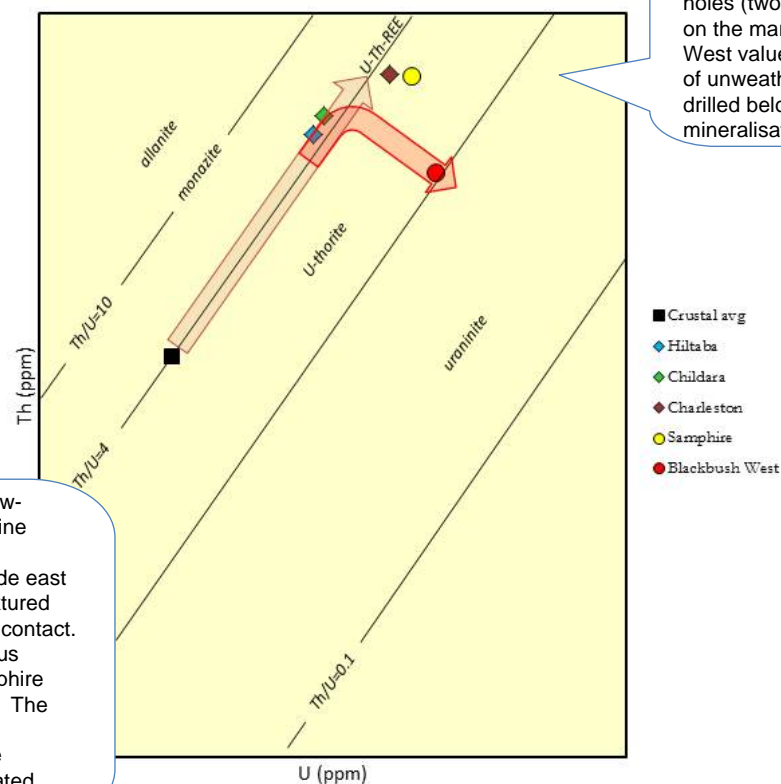 holes (two
on the mar
West value
of unweath
drilled belo
mineralisa
U-Th-REE
allanite
monazite
U-thorite
uraninite
Th/U=10
Th/U=4
Th/U=0.1
Th (ppm)
U (ppm)
Crustal avg
Hiltaba
Childara
Charleston
Samphire
Blackbush West
w-
ine
de east
tured
contact.
us
phire
The
ated